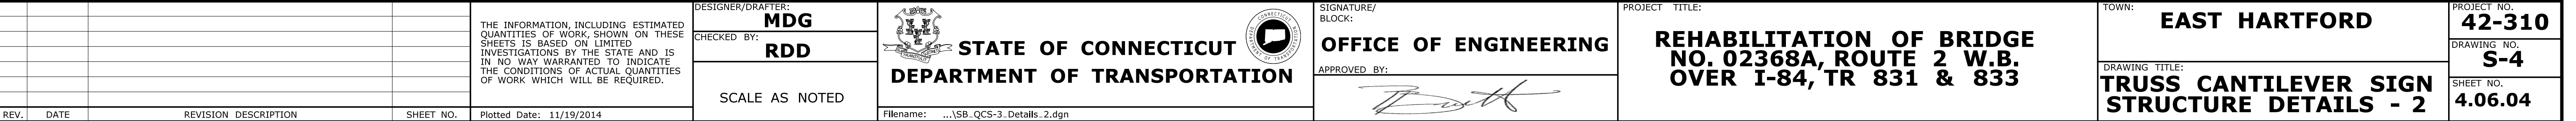 REV.
DATE
REVISION DESCRIPTION
SHEET NO.
THE INFORMATION, INCLUDING ESTIMATED
QUANTITIES OF WORK, SHOWN ON THESE
SHEETS IS BASED ON LIMITED
INVESTIGATIONS BY THE STATE AND IS
IN NO WAY WARRANTED TO INDICATE
THE CONDITIONS OF ACTUAL QUANTITIES
OF WORK WHICH WILL BE REQUIRED.
Plotted Date: 11/19/2014
DESIGNER/DRAFTER:
MDG
CHECKED BY:
RDD
SCALE AS NOTED
STATE OF CONNECTICUT
DEPARTMENT OF TRANSPORTATION
Filename: ...\SB_QCS-3_Details_2.dgn
SIGNATURE/
BLOCK:
OFFICE OF ENGINEERING
APPROVED BY:
PROJECT TITLE:
REHABILITATION OF BRIDGE
NO. 02368A, ROUTE 2 W.B.
OVER I-84, TR 831 & 833
TOWN:
EAST HARTFORD
DRAWING TITLE:
TRUSS CANTILEVER SIGN
STRUCTURE DETAILS - 2
PROJECT NO.
42-310
DRAWING NO.
S-4
SHEET NO.
4.06.04